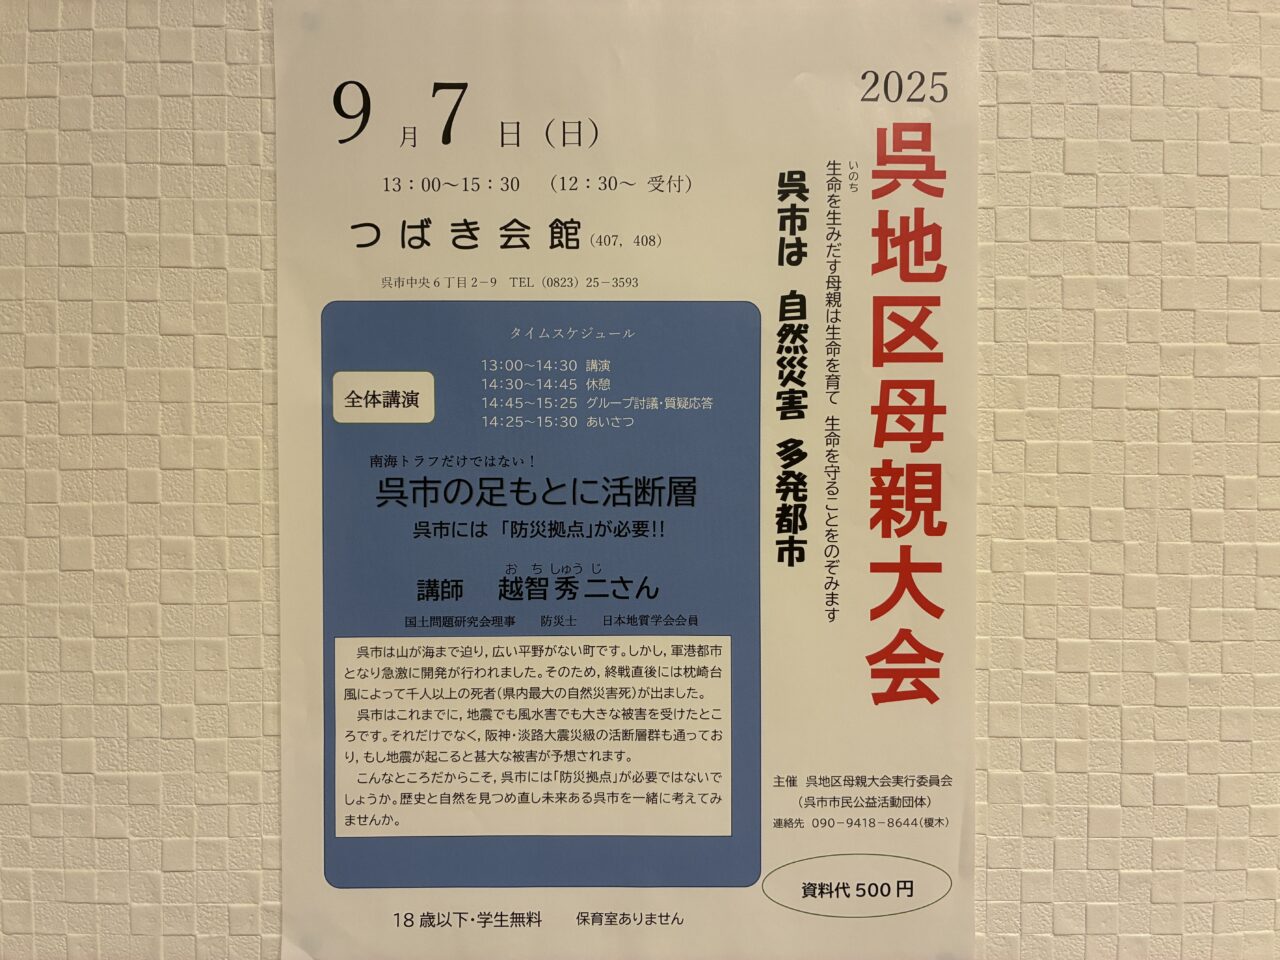 2025
呉地区母親大会
いのち
生命を生みだす母親は生命を育て　生命を守ることをのぞみます
呉市は　自然災害　多発都市
9月7日（日）
13：00～15：30　（12：30～ 受付）
つばき会館（407，408）
呉市中央６丁目２－９　TEL（0823）25－3593
タイムスケジュール
13:00～14:30 講演
14:30～14:45 休憩
14:45～15:25 グループ討議・質疑応答
14:25～15:30 あいさつ
全体講演
南海トラフだけではない！
呉市の足もとに活断層
呉市には「防災拠点」が必要!!
おち しゅうじ
講師　越智秀二さん
国土問題研究会理事　防災士　日本地質学会会員
呉市は山が海まで迫り，広い平野がない町です。しかし，軍港都市
となり急激に開発が行われました。そのため，終戦直後には枕崎台
風によって千人以上の死者（県内最大の自然災害死）が出ました。
呉市はこれまでに，地震でも風水害でも大きな被害を受けたとこ
ろです。それだけでなく，阪神・淡路大震災級の活断層群も通ってお
り，もし地震が起こると甚大な被害が予想されます。
こんなところだからこそ，呉市には「防災拠点」が必要ではないで
しょうか。歴史と自然を見つめ直し未来ある呉市を一緒に考えてみ
ませんか。
18 歳以下・学生無料　保育室ありません
主催　呉地区母親大会実行委員会
（呉市市民公益活動団体）
連絡先　090－9418－8644（榎木）
資料代 500 円